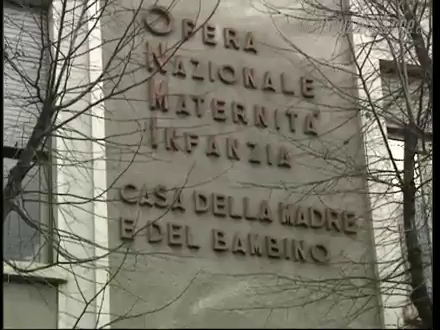 OPERA
NAZIONALE
MATERNITÀ
INFANZIA
CASA DELLA MADRE
E DEL BAMBINO